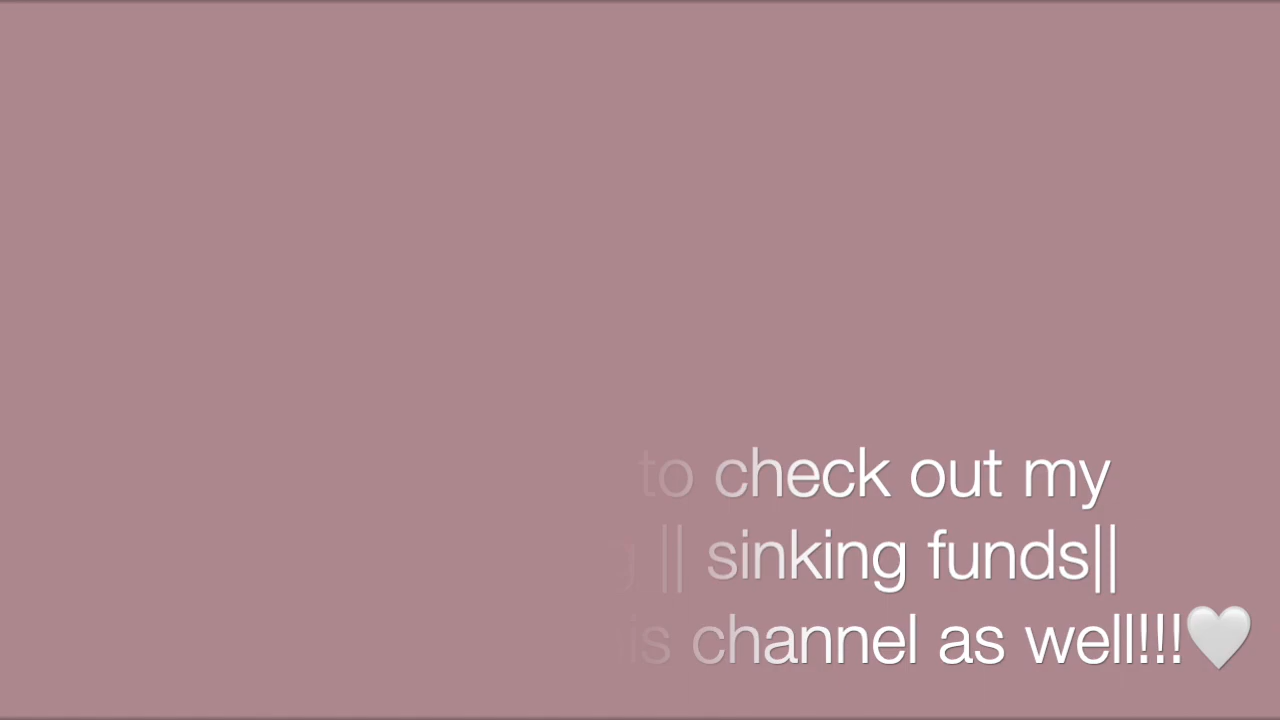 to check out my
|| sinking funds||
channel as well!!!🤍